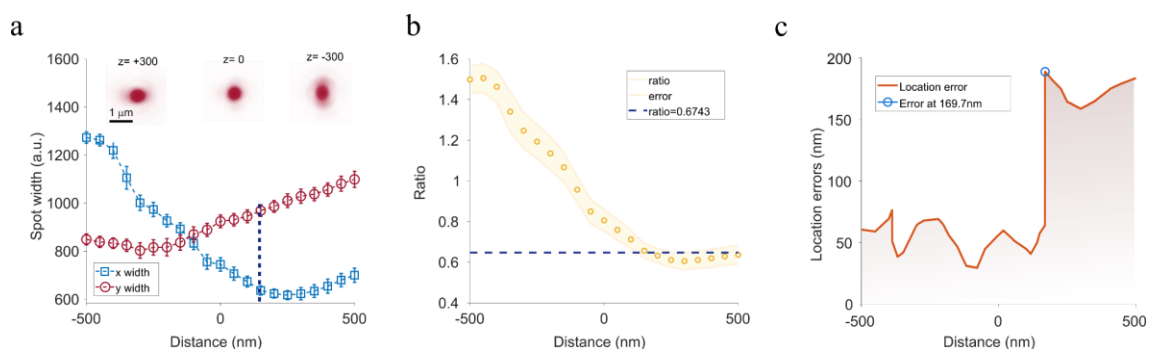 a
1600
1400
1200
1000
800
600
Spot width (a.u.)
z= +300
z= 0
z= -300
1 μm
x width
y width
-500
0
500
Distance (nm)
b
1.6
1.4
1.2
1
0.8
0.6
0.4
Ratio
ratio
error
ratio=0.6743
-500
0
500
Distance (nm)
c
200
150
100
50
0
Location errors (nm)
Location error
Error at 169.7nm
-500
0
500
Distance (nm)